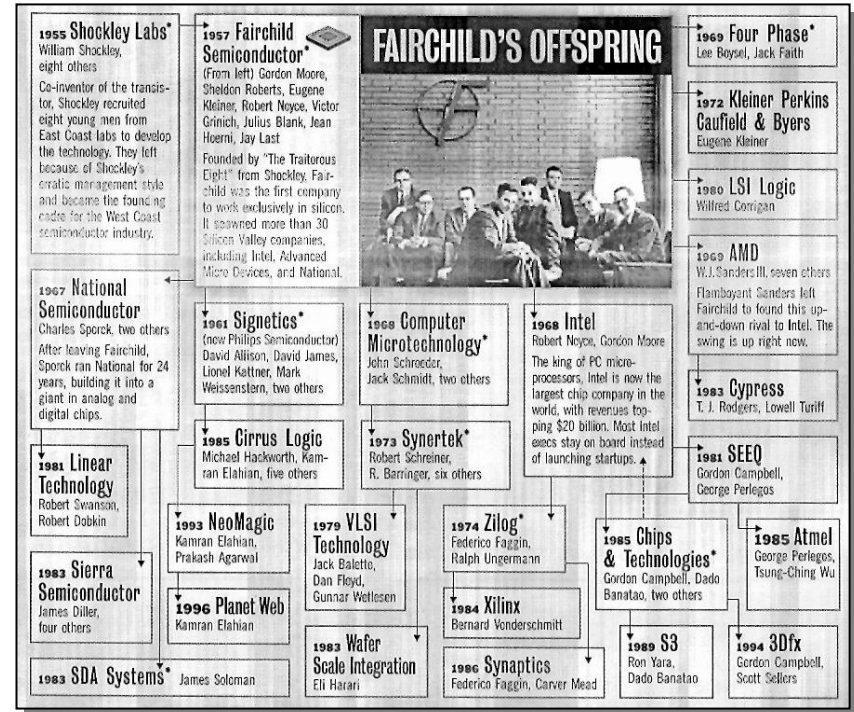 1955 Shockley Labs*
William Shockley,
eight others
Co-inventor of the transis-
tor, Shockley recruited
eight young men from
East Coast labs to develop
the technology. They left
because of Shockley's
erratic management style
and became the founding
cadre for the West Coast
semiconductor industry.
1957 Fairchild
Semiconductor*
(From left) Gordon Moore,
Sheldon Roberts, Eugene
Kleiner, Robert Noyce, Victor
Grinich, Julius Blank, Jean
Hoerni, Jay Last
Founded by "The Traitorous
Eight" from Shockley, Fair-
child was the first company
to work exclusively in silicon.
It spawned more than 30
Silicon Valley companies,
including Intel, Advanced
Micro Devices, and National.
FAIRCHILD'S OFFSPRING
1969 Four Phase*
Lee Boysel, Jack Faith
1972 Kleiner Perkins
Caufield & Byers
Eugene Kleiner
1980 LSI Logic
Wilfred Corrigan
1969 AMD
W.J. Sanders III, seven others
Flamboyant Sanders left
Fairchild to found this up-
and-down rival to Intel. The
swing is up right now.
1983 Cypress
T. J. Rodgers, Lowell Turiff
1967 National
Semiconductor
Charles Sporck, two others
After leaving Fairchild,
Sporck ran National for 24
years, building it into a
giant in analog and
digital chips.
1961 Signetics*
(now Philips Semiconductor)
David Allison, David James,
Lionel Kattner, Mark
Weissenstern, two others
1968 Computer
Microtechnology*
John Schroeder,
Jack Schmidt, two others
1968 Intel
Robert Noyce, Gordon Moore
The king of PC micro-
processors, Intel is now the
largest chip company in the
world, with revenues top-
ping $20 billion. Most Intel
execs stay on board instead
of launching startups.
1985 Cirrus Logic
Michael Hackworth, Kam-
ran Elahian, five others
1973 Synertek*
Robert Schreiner,
R. Barringer, six others
1981 SEEQ
Gordon Campbell,
George Perlegos
1981 Linear
Technology
Robert Swanson,
Robert Dobkin
1993 NeoMagic
Kamran Elahian,
Prakash Agarwal
1979 VLSI
Technology
Jack Baletto,
Dan Floyd,
Gunnar Wetlesen
1974 Zilog*
Federico Faggin,
Ralph Ungermann
1985 Chips
& Technologies*
Gordon Campbell, Dado
Banatao, two others
1985 Atmel
George Perlegos,
Tsung-Ching Wu
1983 Sierra
Semiconductor
James Diller,
four others
1996 Planet Web
Kamran Elahian
1984 Xilinx
Bernard Vonderschmitt
1983 Wafer
Scale Integration
Eli Harari
1986 Synaptics
Federico Faggin, Carver Mead
1989 S3
Ron Yara,
Dado Banatao
1994 3Dfx
Gordon Campbell,
Scott Sellers
1983 SDA Systems* James Soloman